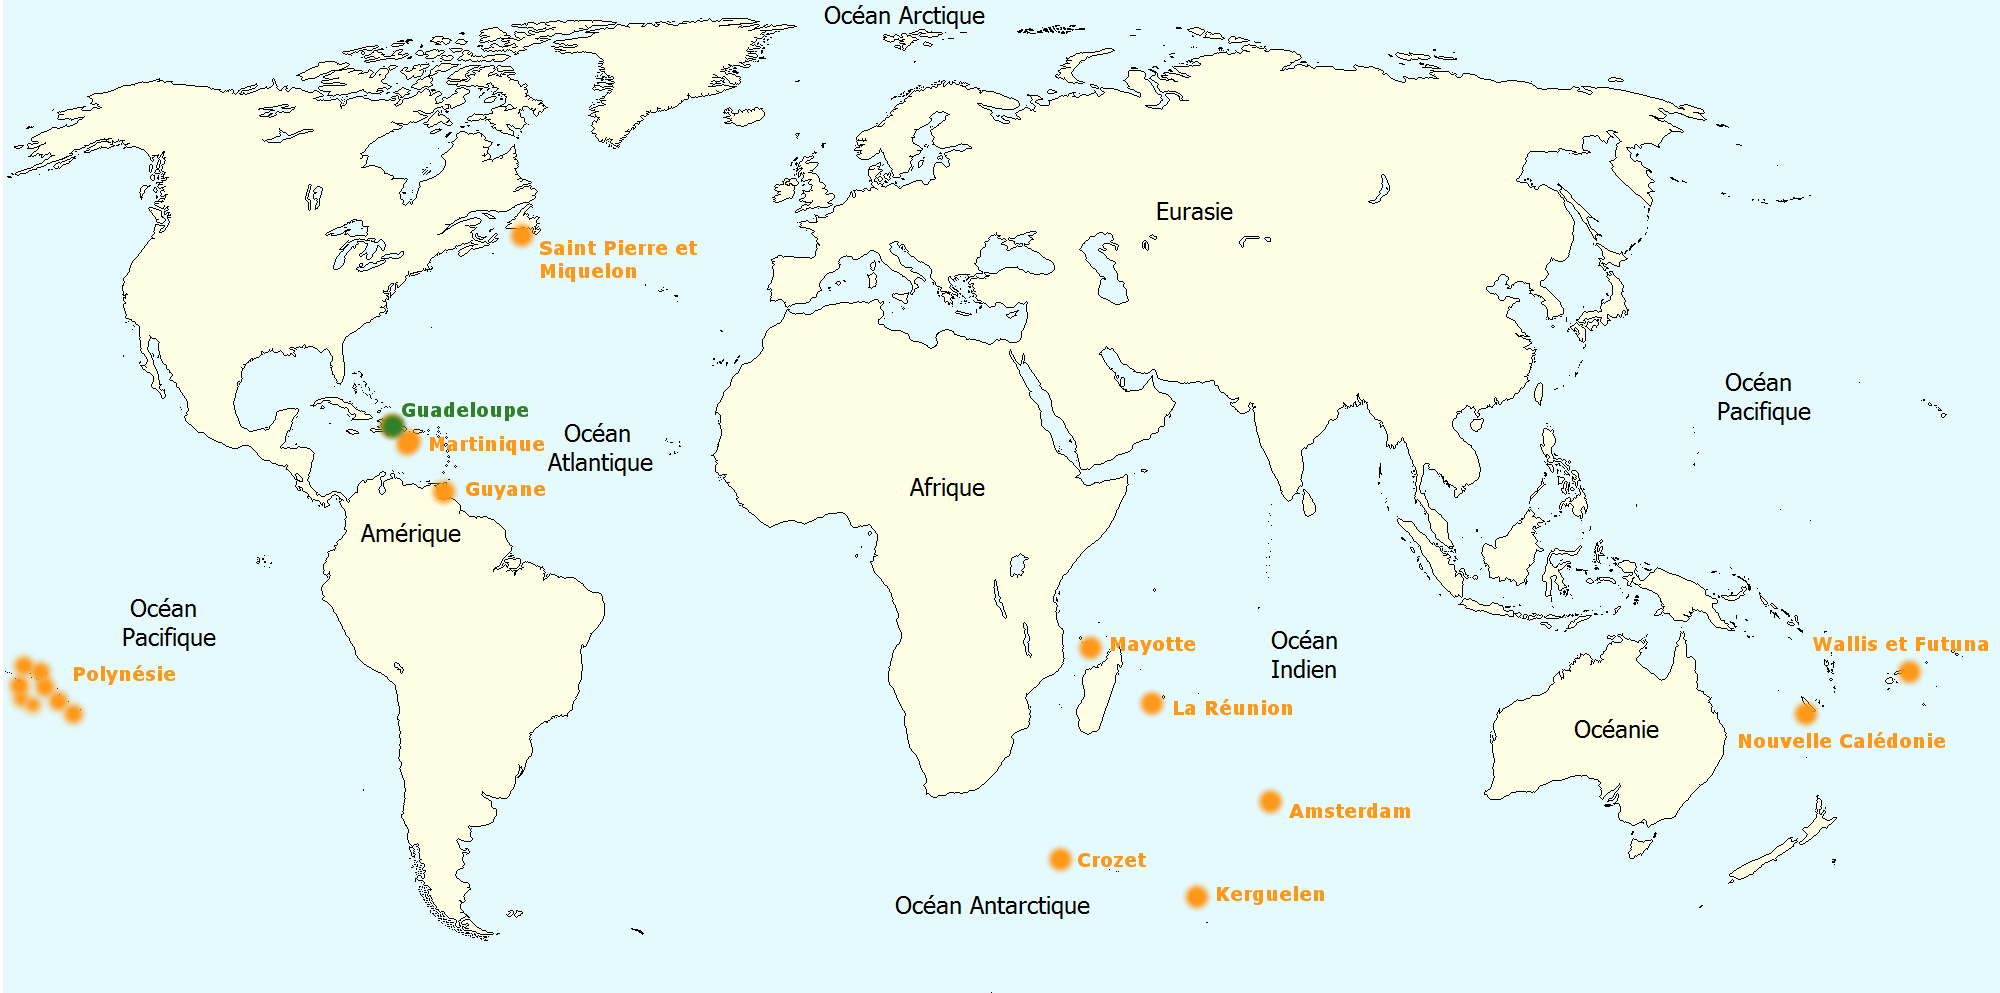 Océan Arctique
Eurasie
Saint Pierre et
Miquelon
Océan
Pacifique
Guadeloupe
Martinique
Océan
Atlantique
Guyane
Afrique
Amérique
Océan
Pacifique
Polynésie
Mayotte
Océan
Indien
Wallis et Futuna
La Réunion
Océanie
Nouvelle Calédonie
Amsterdam
Crozet
Kerguelen
Océan Antarctique